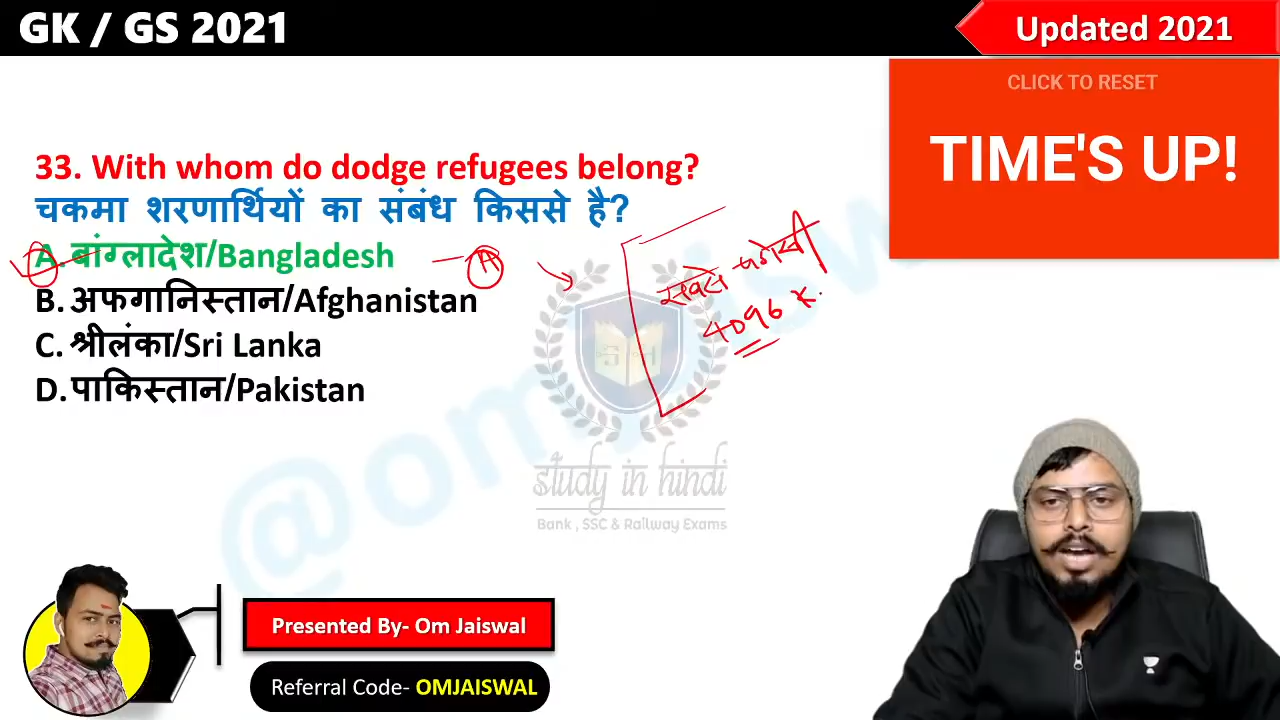 GK / GS 2021
Updated 2021
CLICK TO RESET
TIME'S UP!
33. With whom do dodge refugees belong?
चकमा शरणार्थियों का संबंध किससे है?
A. बांग्लादेश/Bangladesh
A
B. अफगानिस्तान/Afghanistan
C. श्रीलंका/Sri Lanka
D. पाकिस्तान/Pakistan
4096
study in hindi
Bank , SSC & Railway Exams
Presented By- Om Jaiswal
Referral Code- OMJAISWAL